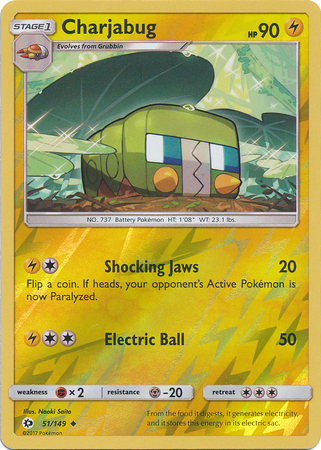 STAGE 1
Charjabug
HP 90
Evolves from Grubbin
NO. 737 Battery Pokémon HT: 1'08" WT: 23.1 lbs.
Shocking Jaws 20
Flip a coin. If heads, your opponent's Active Pokémon is
now Paralyzed.
Electric Ball 50
weakness × 2 resistance -20 retreat
Illus. Naoki Saito
51/149
©2017 Pokémon
From the food it digests, it generates electricity,
and it stores this energy in its electric sac.